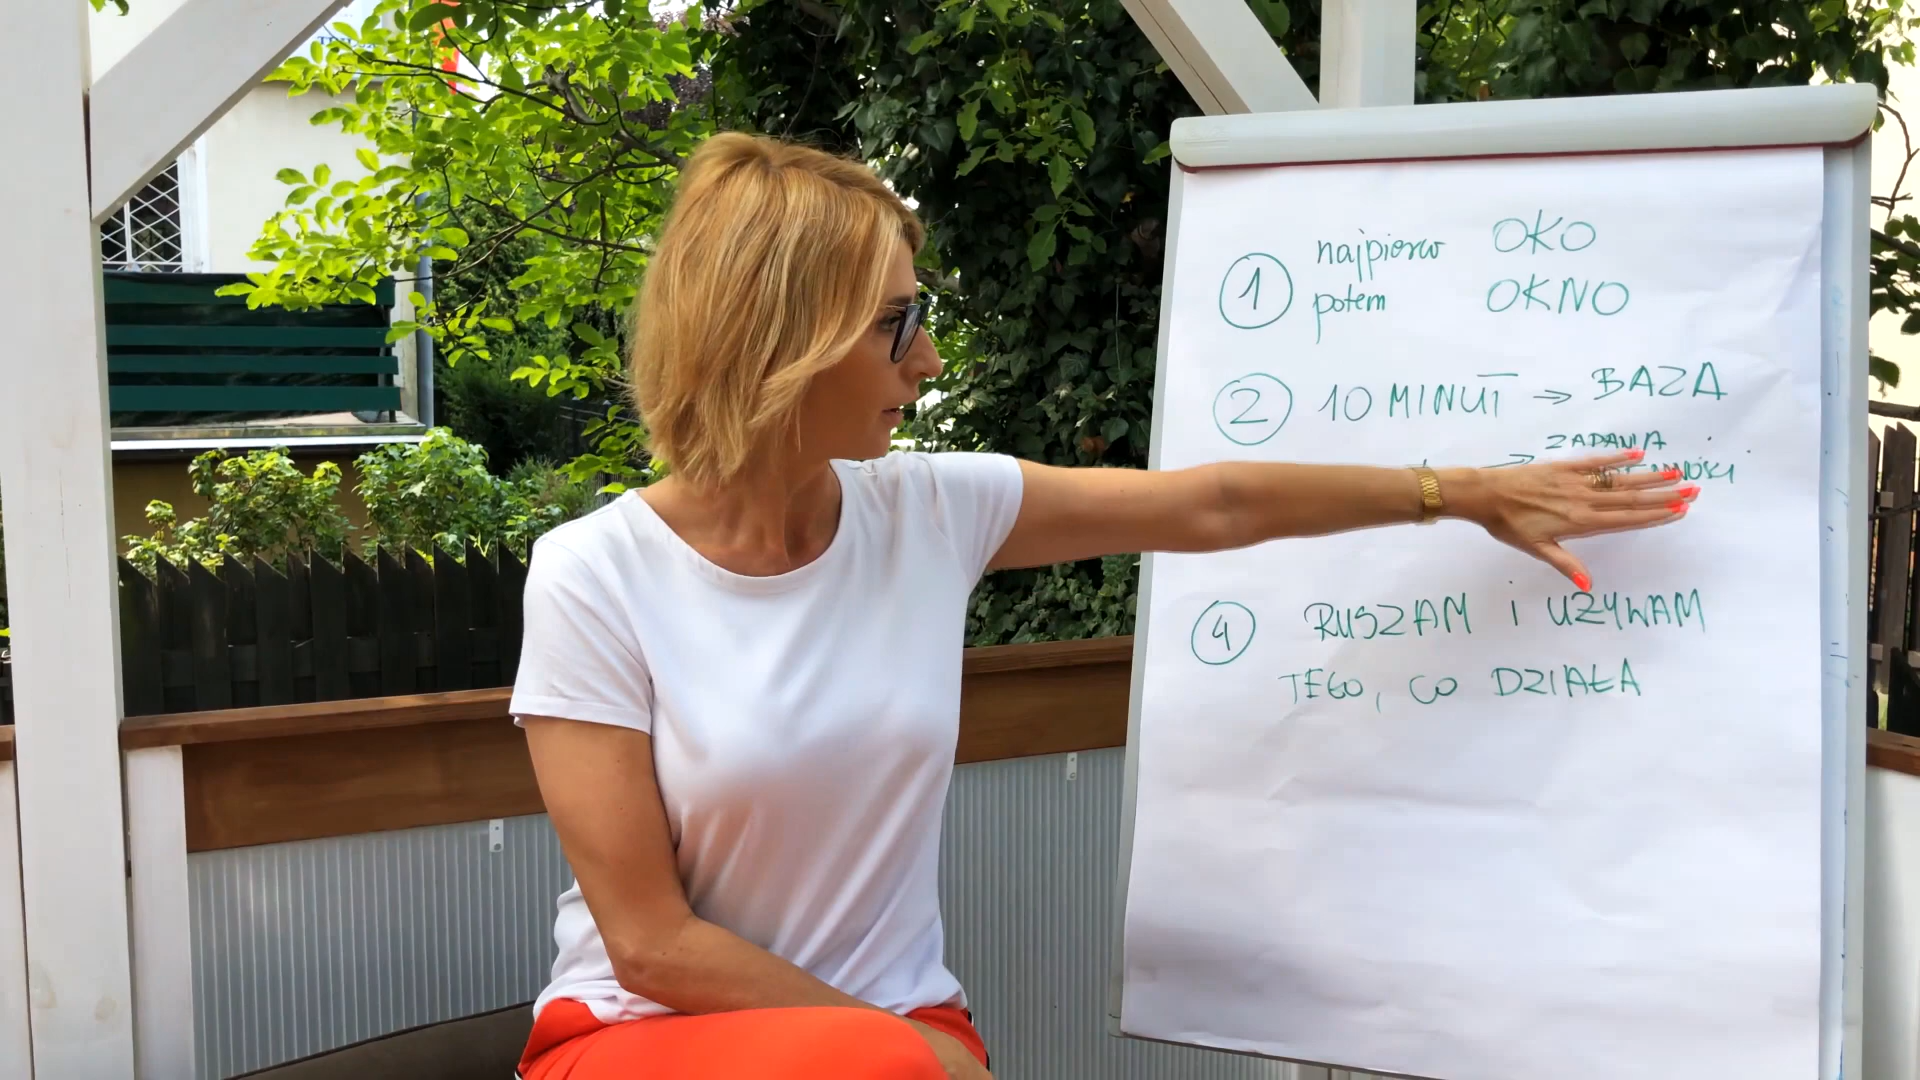 1 najpierw OKO
potem OKNO
2 10 MINUT → BAZA
→ ZADANIA
4 RUSZAM i UŻYWAM
TEGO, CO DZIAŁA